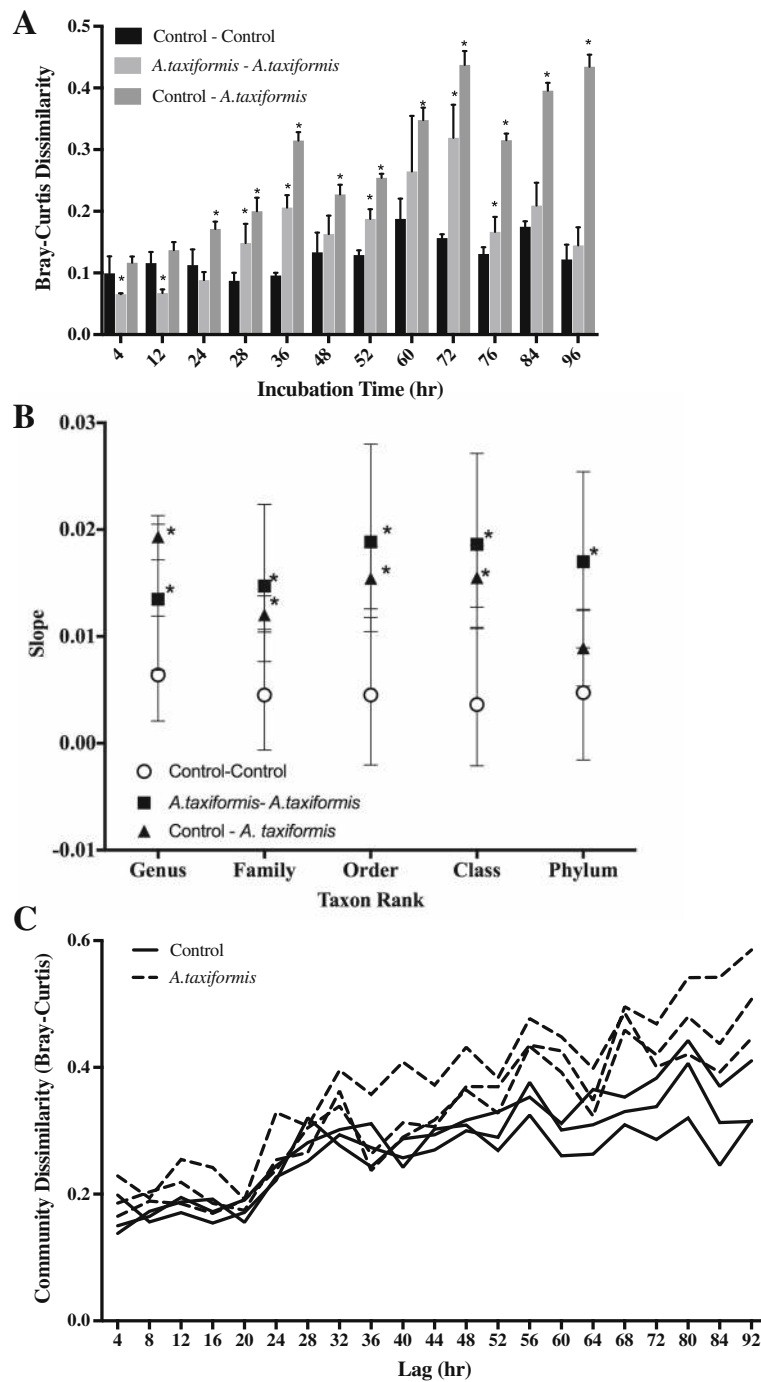 A
0.5
0.4
0.3
0.2
0.1
0.0
Bray-Curtis Dissimilarity
Control - Control
A.taxiformis - A.taxiformis
Control - A.taxiformis
* * * * * * * * * * * * * * * *
4 12 24 28 36 48 52 60 72 76 84 96
Incubation Time (hr)
B
0.03
0.02
0.01
0.00
-0.01
Slope
* * * * * * * * *
Control-Control
A.taxiformis- A.taxiformis
Control - A. taxiformis
Genus Family Order Class Phylum
Taxon Rank
C
0.6
0.4
0.2
0.0
Community Dissimilarity (Bray-Curtis)
Control
A.taxiformis
4 8 12 16 20 24 28 32 36 40 44 48 52 56 60 64 68 72 80 84 92
Lag (hr)